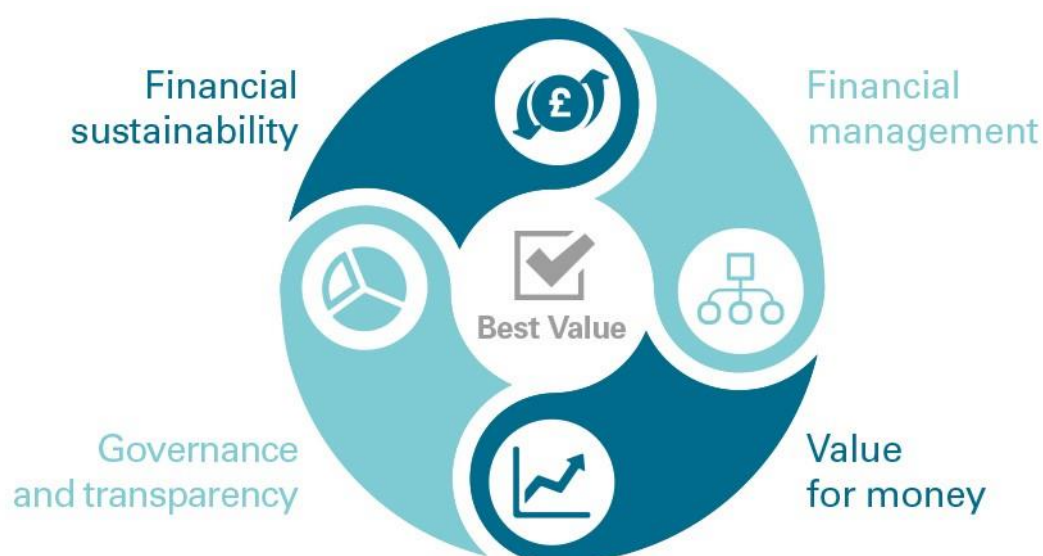 Financial
sustainability
Financial
management
£
Best Value
Governance
and transparency
Value
for money